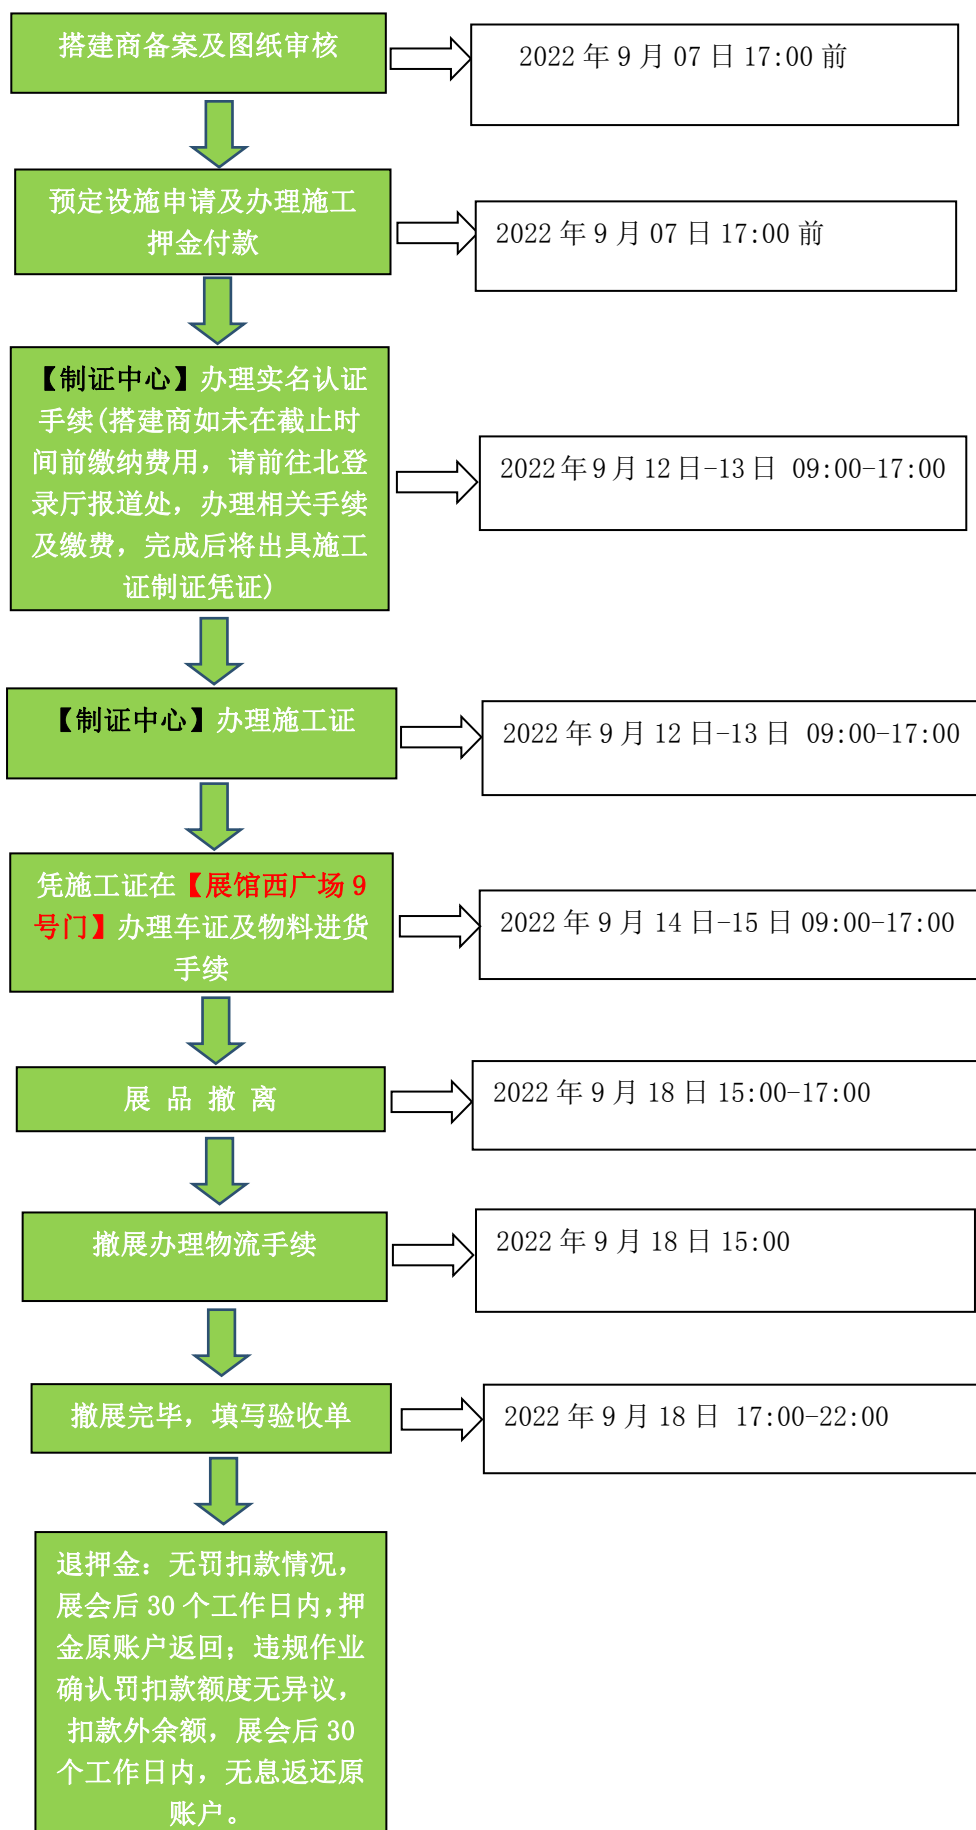 搭建商备案及图纸审核
2022 年 9 月 07 日 17:00 前
预定设施申请及办理施工
押金付款
2022 年 9 月 07 日 17:00 前
【制证中心】办理实名认证
手续(搭建商如未在截止时
间前缴纳费用，请前往北登
录厅报道处，办理相关手续
及缴费，完成后将出具施工
证制证凭证)
2022 年 9 月 12 日-13 日 09:00-17:00
【制证中心】办理施工证
2022 年 9 月 12 日-13 日 09:00-17:00
凭施工证在【展馆西广场 9
号门】办理车证及物料进货
手续
2022 年 9 月 14 日-15 日 09:00-17:00
展 品 撤 离
2022 年 9 月 18 日 15:00-17:00
撤展办理物流手续
2022 年 9 月 18 日 15:00
撤展完毕，填写验收单
2022 年 9 月 18 日 17:00-22:00
退押金：无罚扣款情况，
展会后 30 个工作日内，押
金原账户返回；违规作业
确认罚扣款额度无异议，
扣款外余额，展会后 30
个工作日内，无息返还原
账户。